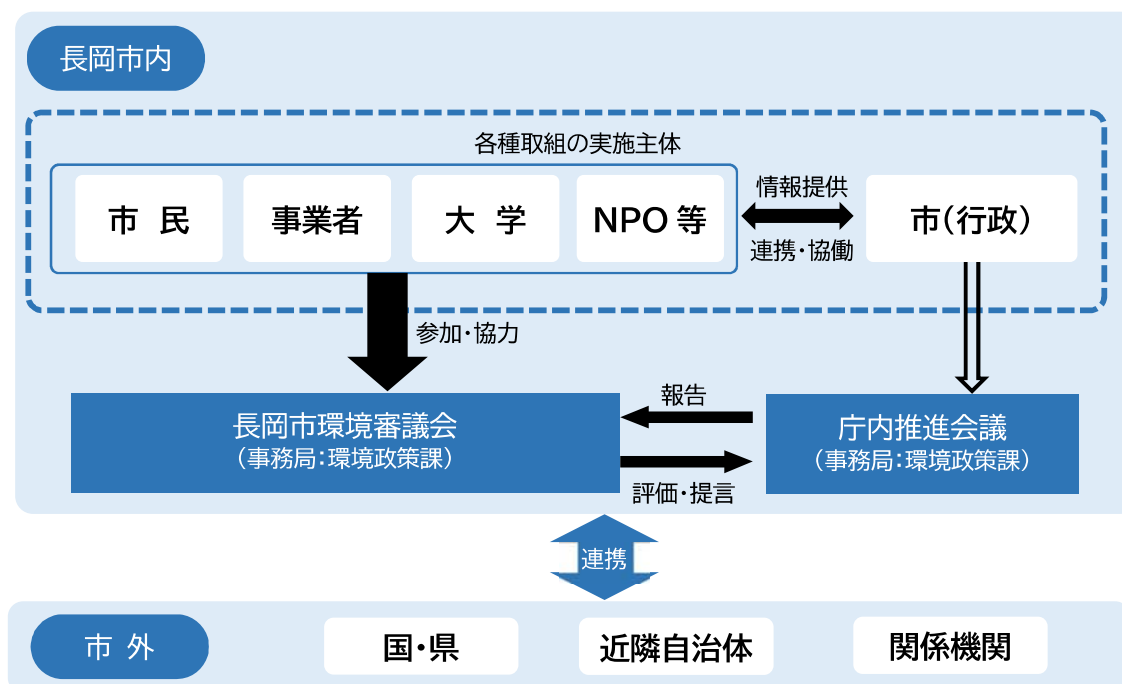 長岡市内
各種取組の実施主体
市 民
事業者
大 学
NPO 等
情報提供
連携・協働
市(行政)
参加・協力
長岡市環境審議会
(事務局:環境政策課)
報告
評価・提言
庁内推進会議
(事務局:環境政策課)
連携
市 外
国・県
近隣自治体
関係機関